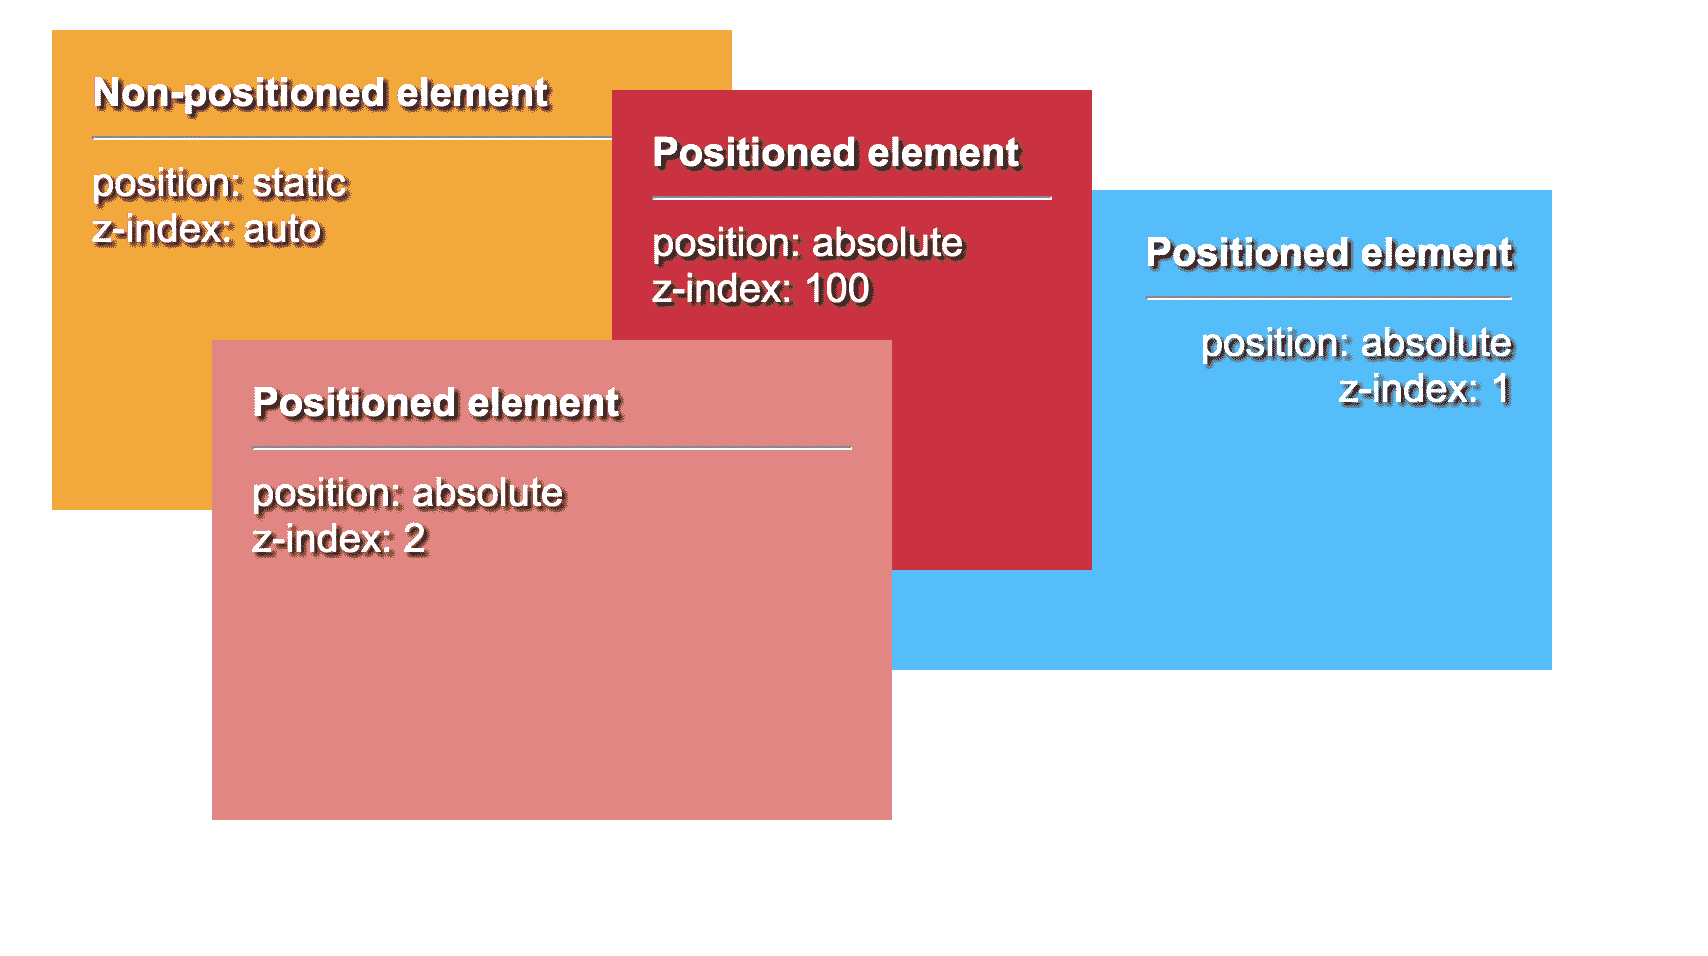 Non-positioned element
position: static
z-index: auto
Positioned element
position: absolute
z-index: 100
Positioned element
position: absolute
z-index: 1
Positioned element
position: absolute
z-index: 2